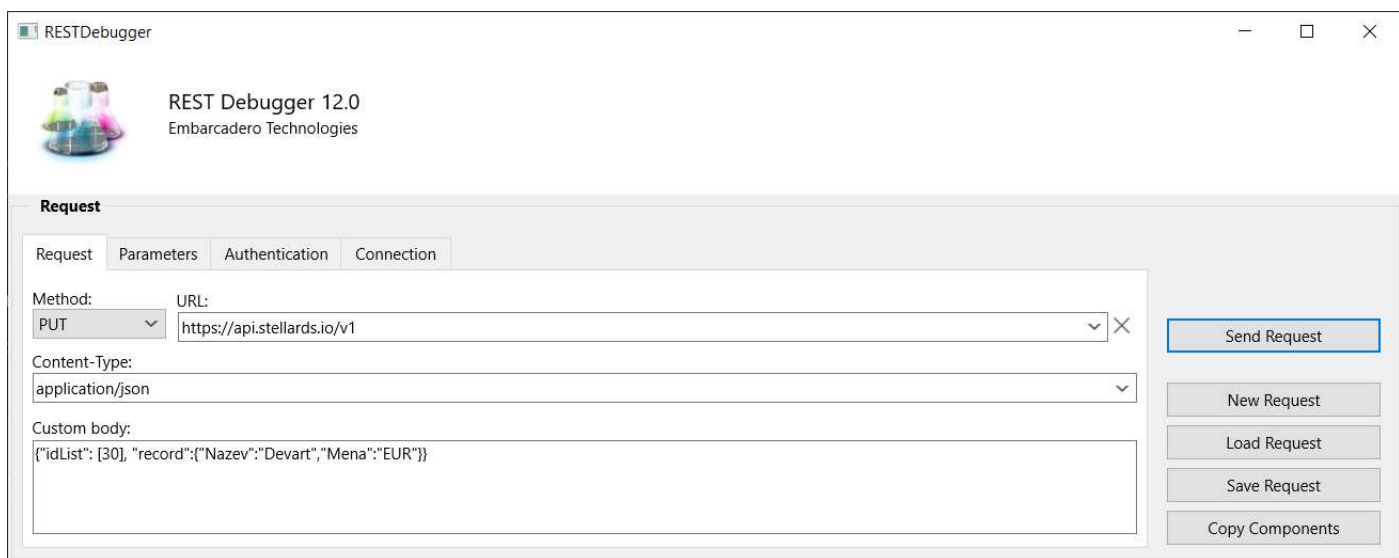 RESTDebugger
REST Debugger 12.0
Embarcadero Technologies
Request
Request Parameters Authentication Connection
Method: URL:
PUT https://api.stellards.io/v1
Send Request
Content-Type:
application/json
New Request
Custom body:
{"idList": [30], "record":{"Nazev":"Devart","Mena":"EUR"}}
Load Request
Save Request
Copy Components